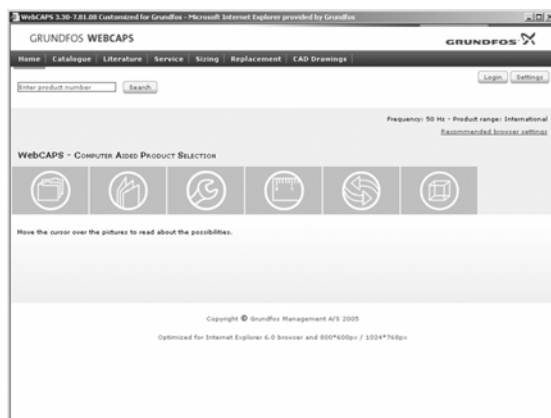 WebCAPS 3.30-7.01.08 Customized for Grundfos - Microsoft Internet Explorer provided by Grundfos
GRUNDFOS WEBCAPS
GRUNDFOS
Home | Catalogue | Literature | Service | Sizing | Replacement | CAD Drawings
Login Settings
Enter product number Search
Frequency: 50 Hz - Product range: International
Recommended browser settings
WebCAPS - Computer Aided Product Selection
Move the cursor over the pictures to read about the possibilities.
Copyright © Grundfos Management A/S 2005
Optimized for Internet Explorer 6.0 browser and 800*600px / 1024*768px